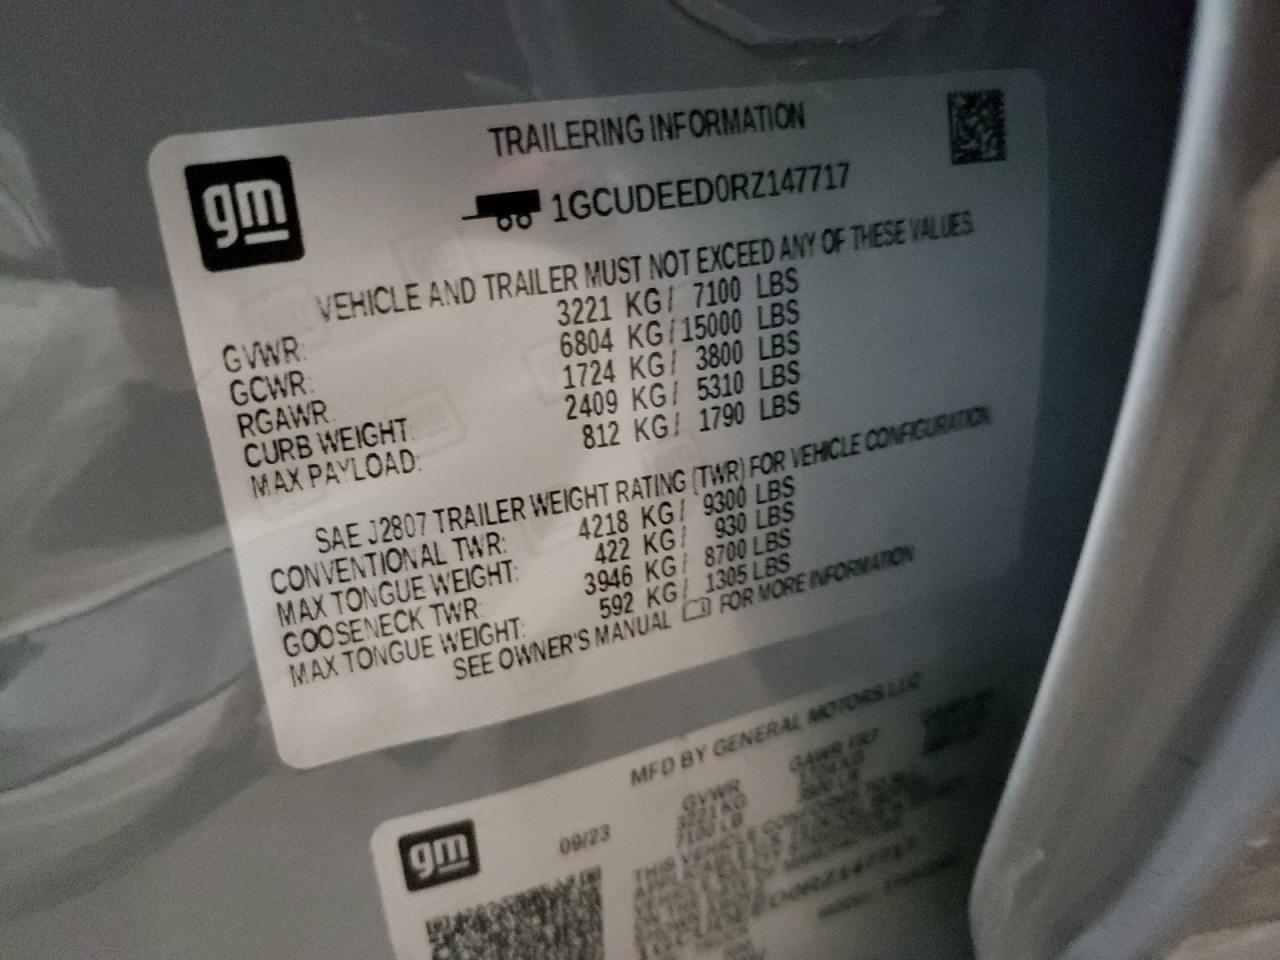 gm
TRAILERING INFORMATION
1GCUDEED0RZ147717
VEHICLE AND TRAILER MUST NOT EXCEED ANY OF THESE VALUES.
GVWR: 3221 KG/ 7100 LBS
GCWR: 6804 KG/ 15000 LBS
RGAWR: 1724 KG/ 3800 LBS
CURB WEIGHT: 2409 KG/ 5310 LBS
MAX PAYLOAD: 812 KG/ 1790 LBS
SAE J2807 TRAILER WEIGHT RATING (TWR) FOR VEHICLE CONFIGURATION.
CONVENTIONAL TWR: 4218 KG/ 9300 LBS
MAX TONGUE WEIGHT: 422 KG/ 930 LBS
GOOSENECK TWR: 3946 KG/ 8700 LBS
MAX TONGUE WEIGHT: 592 KG/ 1305 LBS
SEE OWNER'S MANUAL FOR MORE INFORMATION
MFD BY GENERAL MOTORS LLC
gm
09/23
GVWR GAWR FRT
3221 KG
7100 LB
THIS VEHICLE